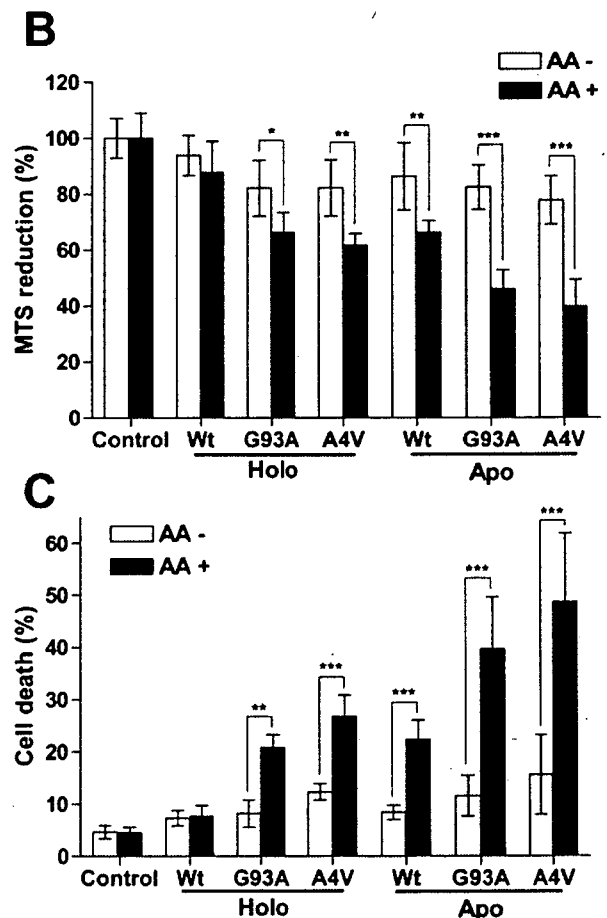 B
AA -
AA +
120
100
80
60
40
20
0
MTS reduction (%)
* ** ** *** ***
Control Wt G93A A4V Wt G93A A4V
Holo Apo
C
AA -
AA +
60
50
40
30
20
10
0
Cell death (%)
** *** *** *** ***
Control Wt G93A A4V Wt G93A A4V
Holo Apo